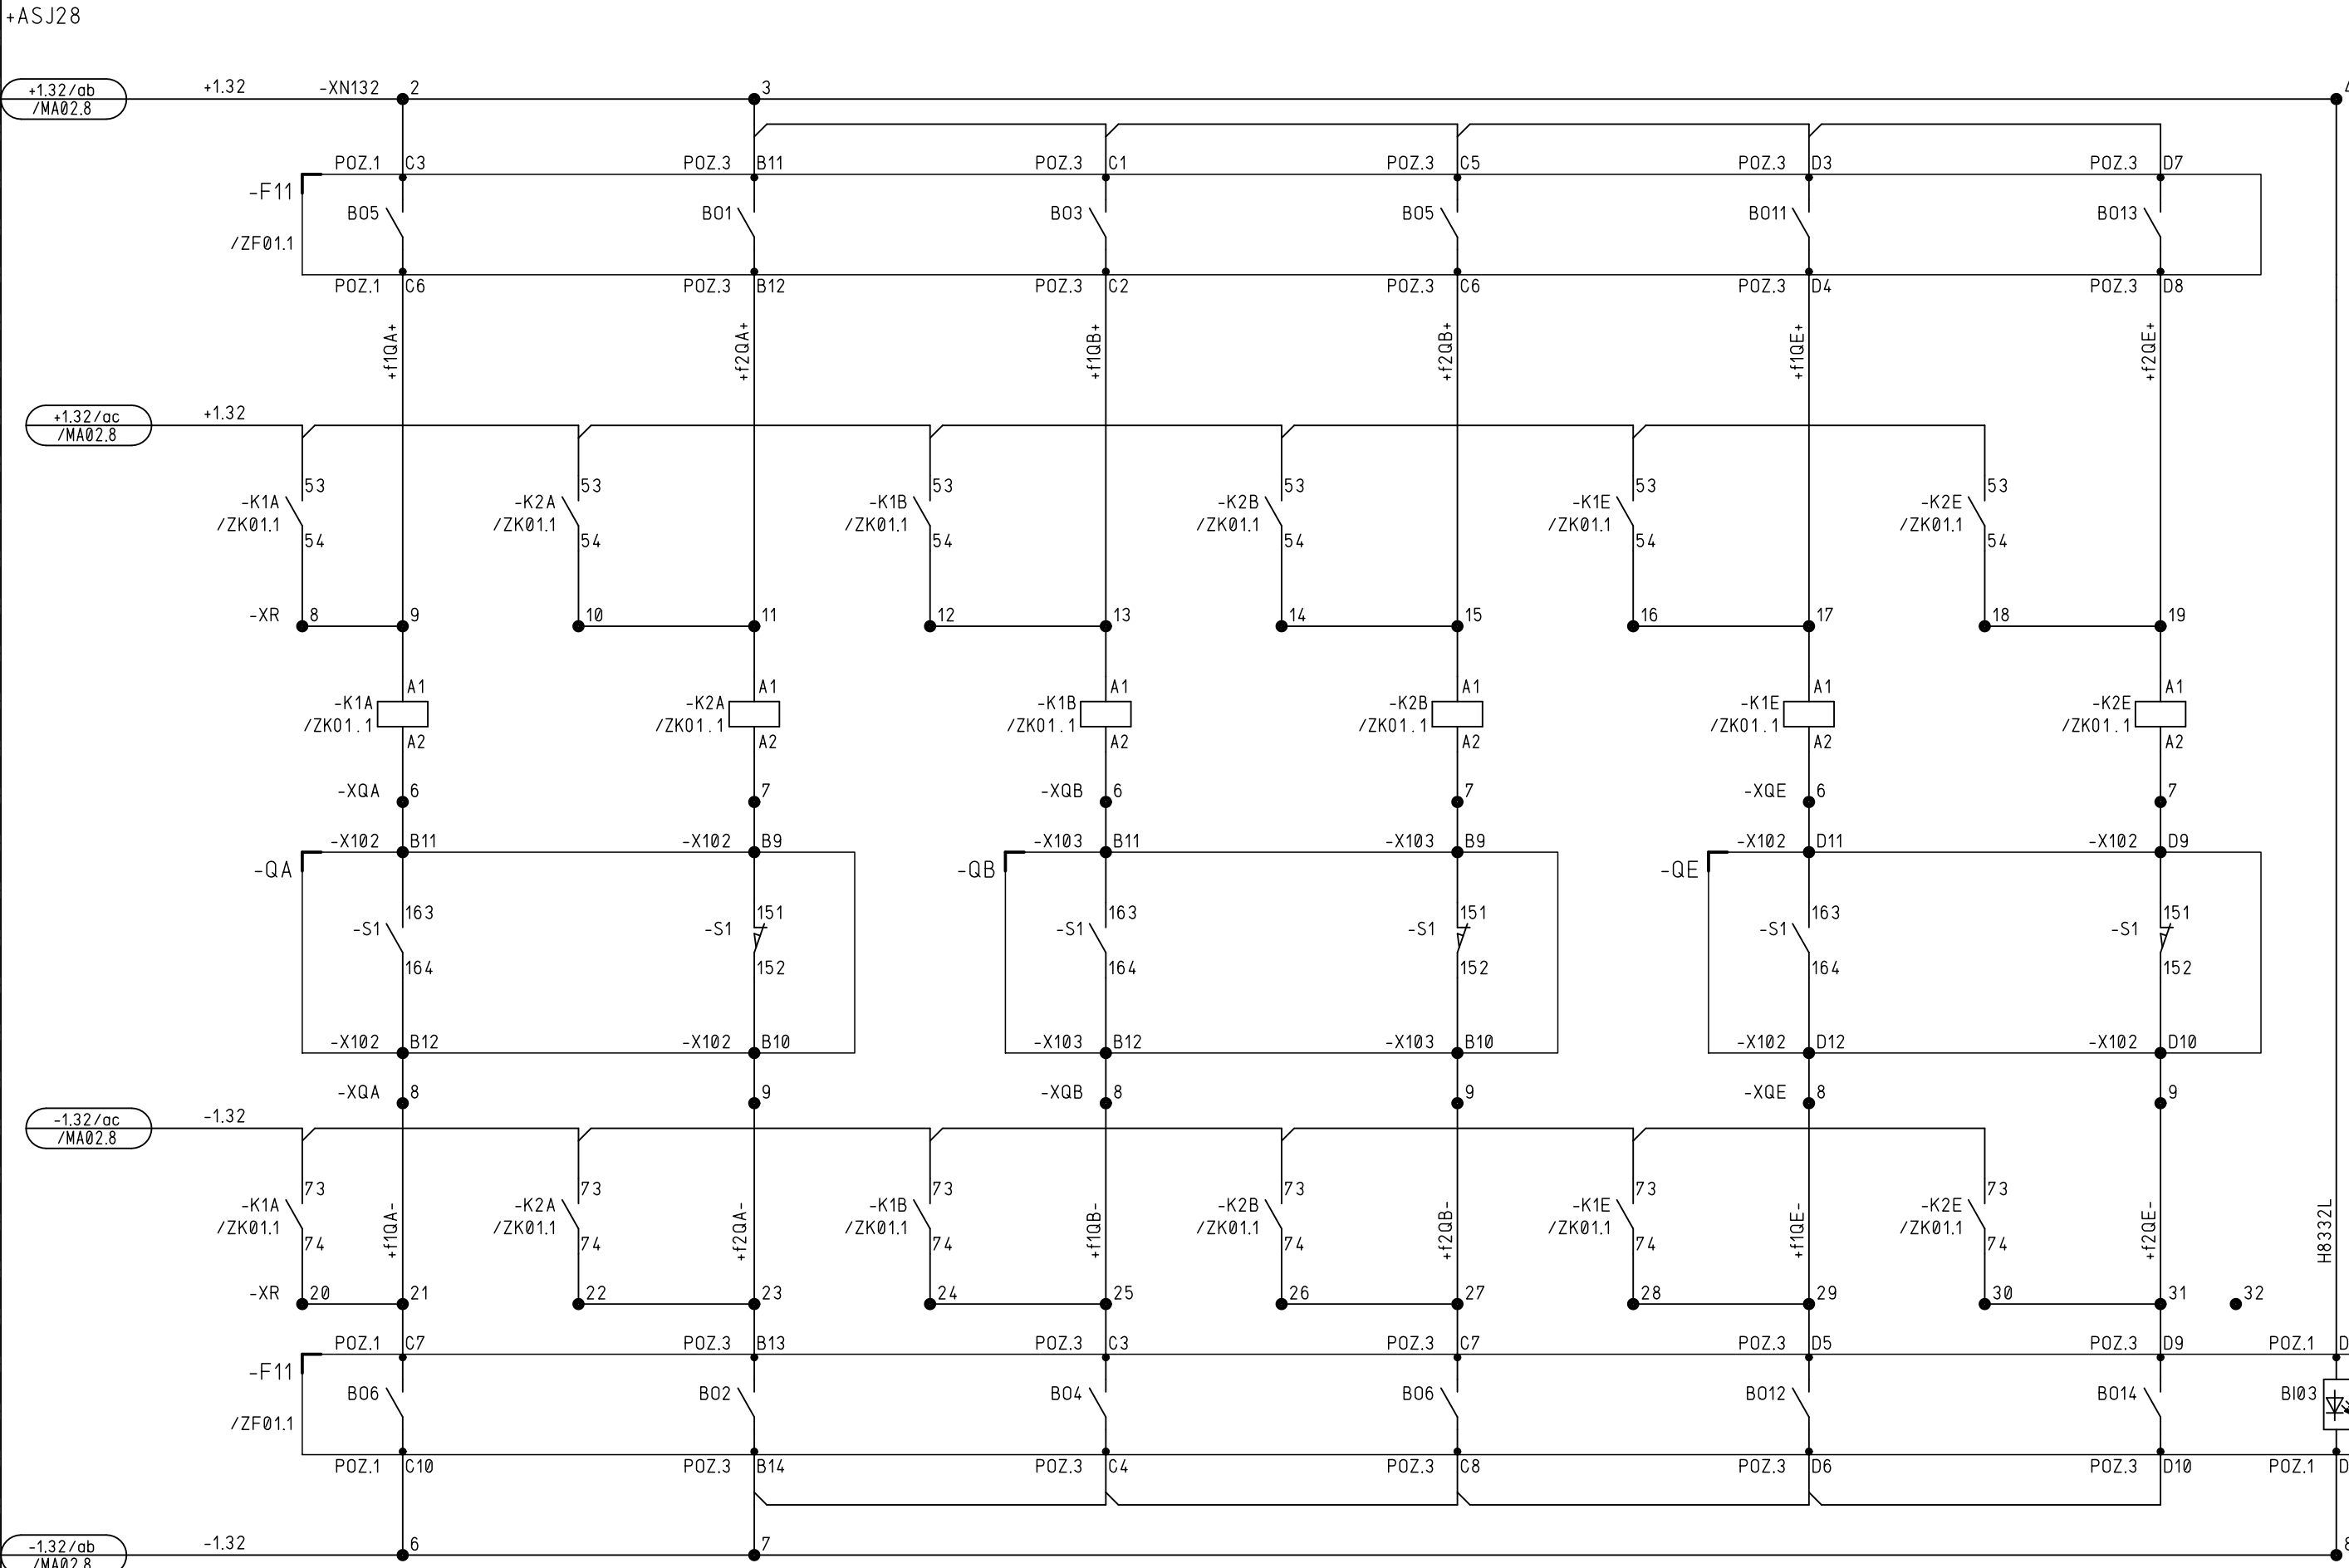 +ASJ28
+1.32/ab
/MA02.8
+1.32 -XN132 2 3
POZ.1 C3 POZ.3 B11 POZ.3 C1 POZ.3 C5 POZ.3 D3 POZ.3 D7
-F11
BO5 BO1 BO3 BO5 BO11 BO13
/ZF01.1
POZ.1 C6 POZ.3 B12 POZ.3 C2 POZ.3 C6 POZ.3 D4 POZ.3 D8
+f1QA+ +f2QA+ +f1QB+ +f2QB+ +f1QE+ +f2QE+
+1.32/ac
/MA02.8
+1.32
53 53 53 53 53 53
-K1A -K2A -K1B -K2B -K1E -K2E
/ZK01.1 /ZK01.1 /ZK01.1 /ZK01.1 /ZK01.1 /ZK01.1
54 54 54 54 54 54
-XR 8 9 10 11 12 13 14 15 16 17 18 19
A1 A1 A1 A1 A1 A1
-K1A -K2A -K1B -K2B -K1E -K2E
/ZK01.1 /ZK01.1 /ZK01.1 /ZK01.1 /ZK01.1 /ZK01.1
A2 A2 A2 A2 A2 A2
-XQA 6 7 -XQB 6 7 -XQE 6 7
-X102 B11 -X102 B9 -X103 B11 -X103 B9 -X102 D11 -X102 D9
-QA -QB -QE
163 151 163 151 163 151
-S1 -S1 -S1 -S1 -S1 -S1
164 152 164 152 164 152
-X102 B12 -X102 B10 -X103 B12 -X103 B10 -X102 D12 -X102 D10
-XQA 8 9 -XQB 8 9 -XQE 8 9
-1.32/ac
/MA02.8
-1.32
73 73 73 73 73 73
-K1A -K2A -K1B -K2B -K1E -K2E
/ZK01.1 /ZK01.1 /ZK01.1 /ZK01.1 /ZK01.1 /ZK01.1
74 74 74 74 74 74
+f1QA- +f2QA- +f1QB- +f2QB- +f1QE- +f2QE- H8332L
-XR 20 21 22 23 24 25 26 27 28 29 30 31 32
POZ.1 C7 POZ.3 B13 POZ.3 C3 POZ.3 C7 POZ.3 D5 POZ.3 D9 POZ.1
-F11
BO6 BO2 BO4 BO6 BO12 BO14 BI03
/ZF01.1
POZ.1 C10 POZ.3 B14 POZ.3 C4 POZ.3 C8 POZ.3 D6 POZ.3 D10 POZ.1
-1.32/ab
/MA02.8
-1.32 6 7